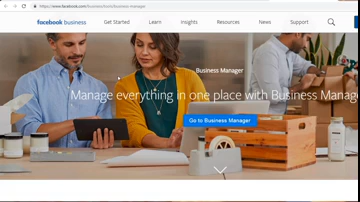 https://www.facebook.com/business/tools/business-manager
facebook business
Get Started
Learn
Insights
Resources
News
Support
Business Manager
Manage everything in one place with Business Manage
Go to Business Manager